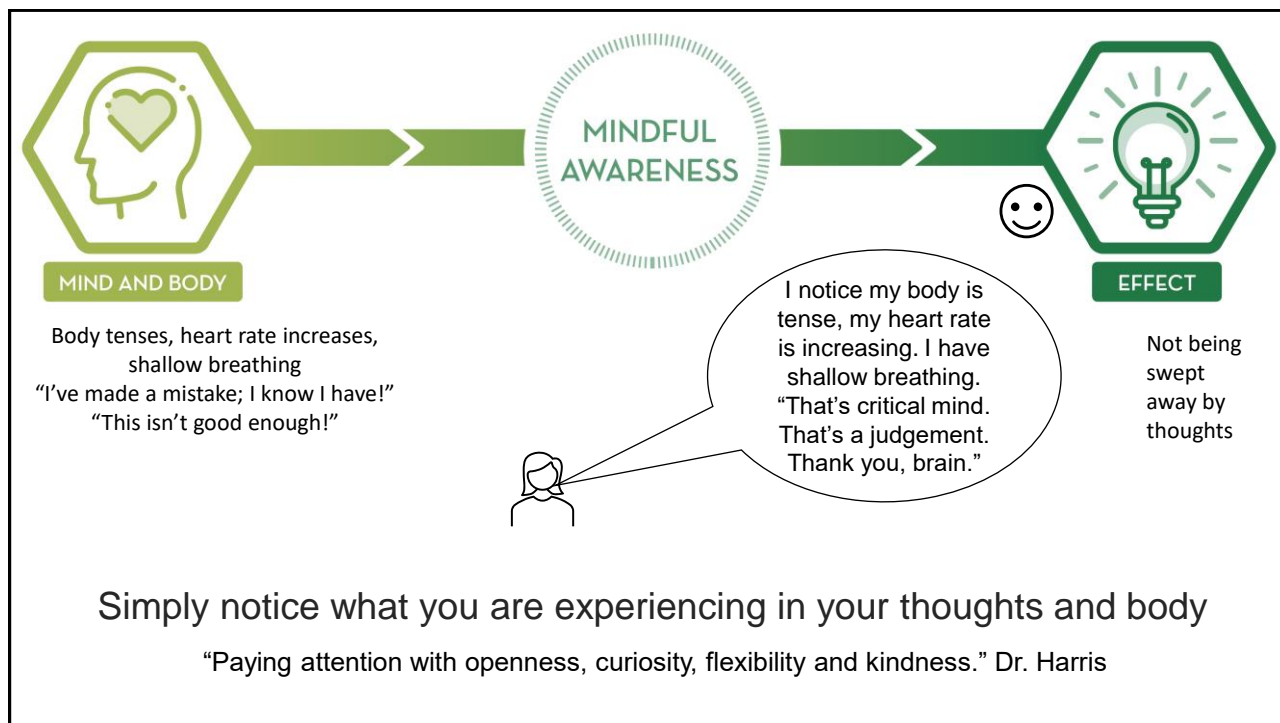 MINDFUL
AWARENESS
MIND AND BODY
Body tenses, heart rate increases,
shallow breathing
“I’ve made a mistake; I know I have!”
“This isn’t good enough!”
I notice my body is
tense, my heart rate
is increasing. I have
shallow breathing.
“That’s critical mind.
That’s a judgement.
Thank you, brain.”
EFFECT
Not being
swept
away by
thoughts
Simply notice what you are experiencing in your thoughts and body
“Paying attention with openness, curiosity, flexibility and kindness.” Dr. Harris